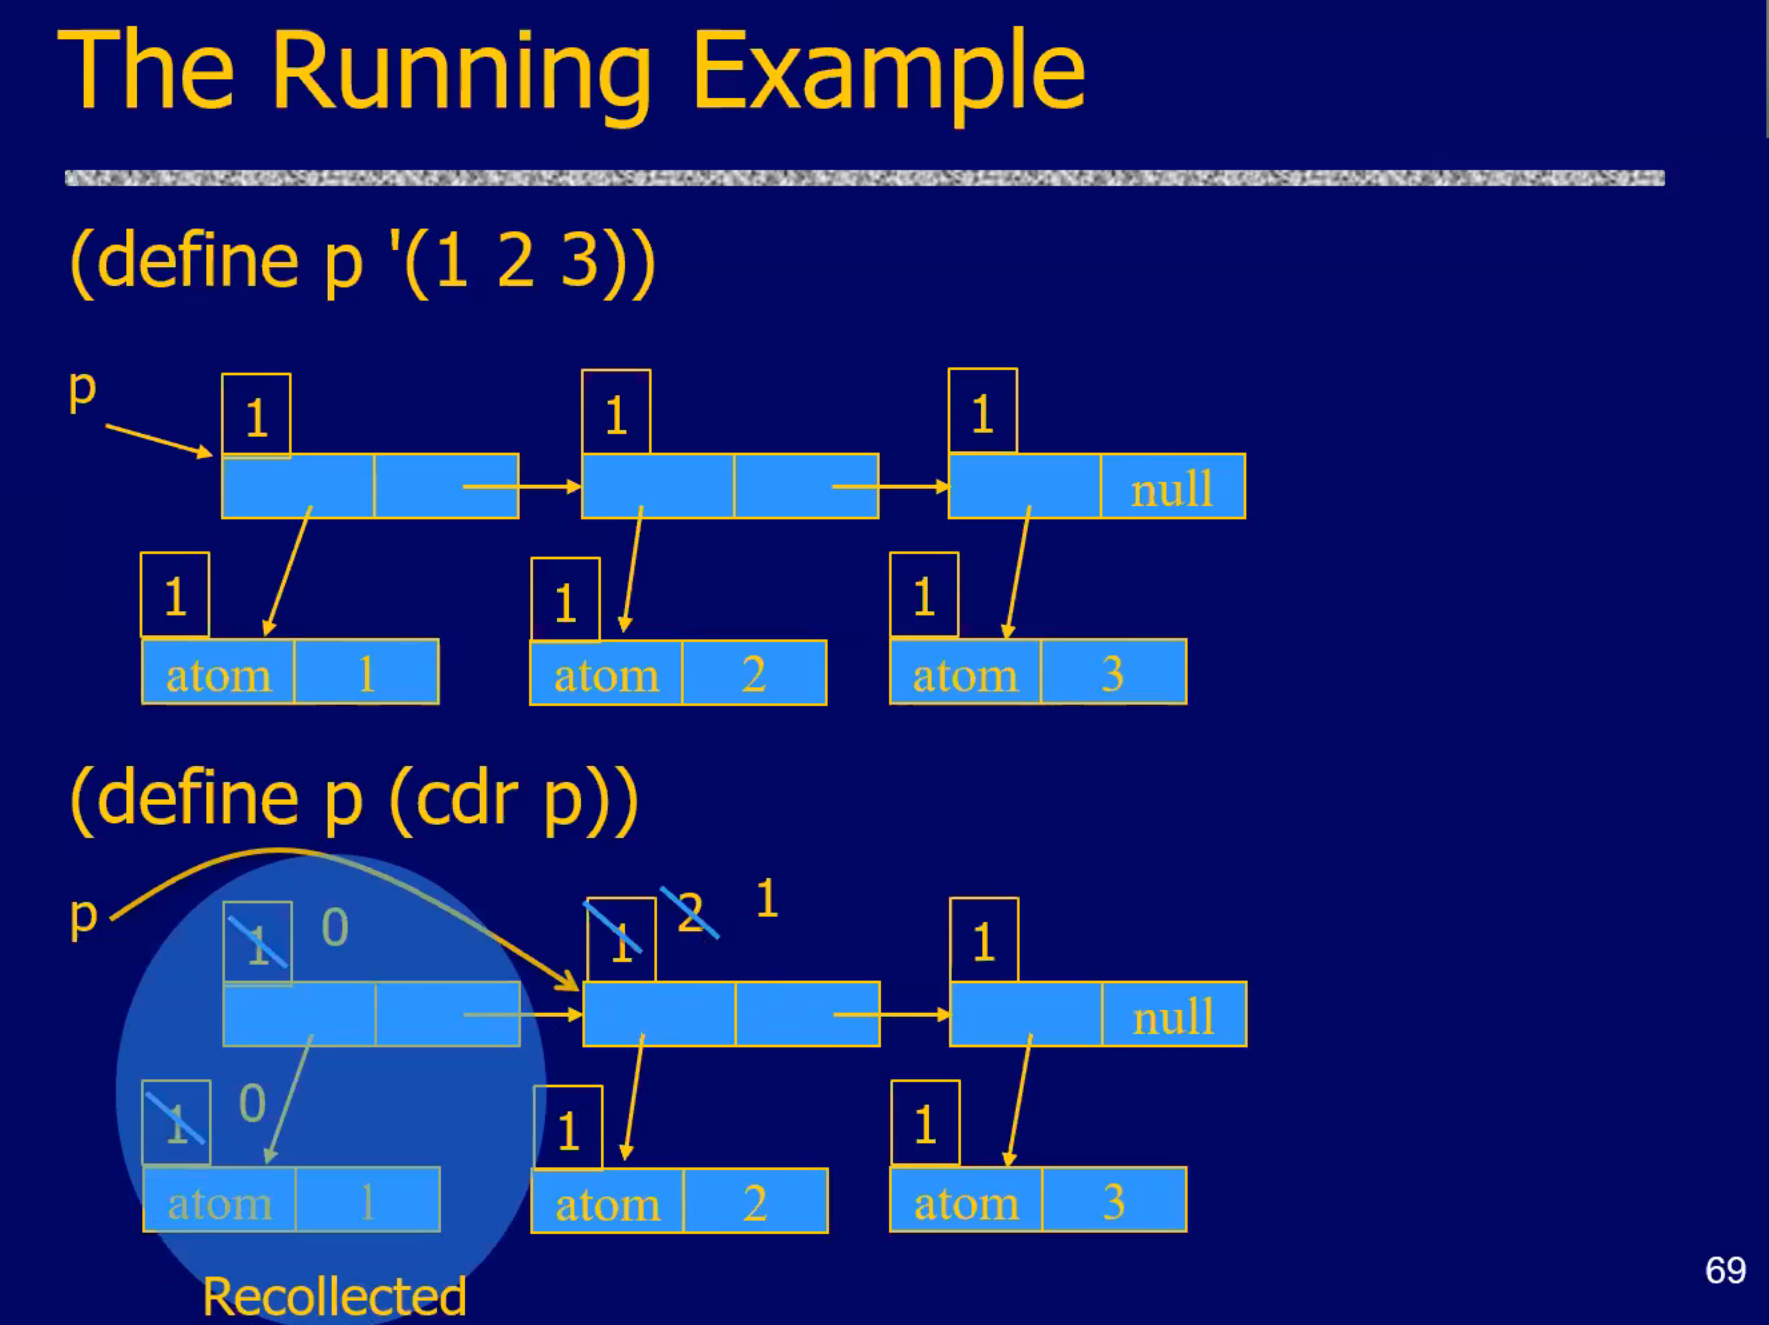 The Running Example
(define p '(1 2 3))
p
1 1 1
null
1 1 1
atom 1 atom 2 atom 3
(define p (cdr p))
p
1 0 1 2 1 1
null
1 0 1 1
atom 1 atom 2 atom 3
Recollected
69